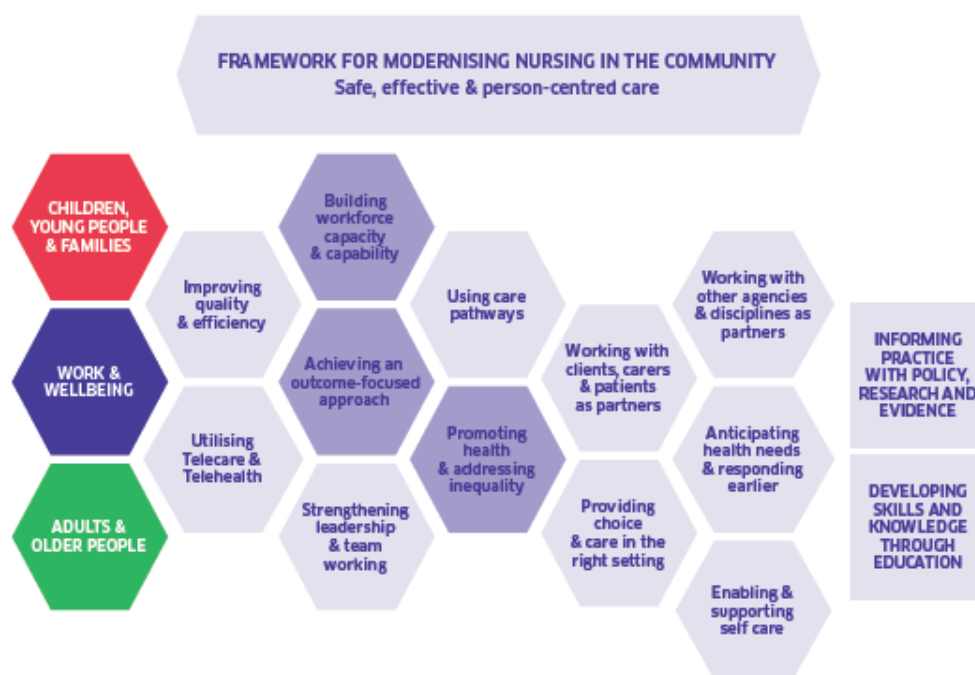 FRAMEWORK FOR MODERNISING NURSING IN THE COMMUNITY
Safe, effective & person-centred care
CHILDREN,
YOUNG PEOPLE
& FAMILIES
WORK &
WELLBEING
ADULTS &
OLDER PEOPLE
Improving
quality
& efficiency
Utilising
Telecare &
Telehealth
Building
workforce
capacity
& capability
Achieving an
outcome-focused
approach
Strengthening
leadership
& team
working
Using care
pathways
Promoting
health
& addressing
inequality
Working with
clients, carers
& patients
as partners
Providing
choice
& care in the
right setting
Working with
other agencies
& disciplines as
partners
Anticipating
health needs
& responding
earlier
Enabling &
supporting
self care
INFORMING
PRACTICE
WITH POLICY,
RESEARCH AND
EVIDENCE
DEVELOPING
SKILLS AND
KNOWLEDGE
THROUGH
EDUCATION